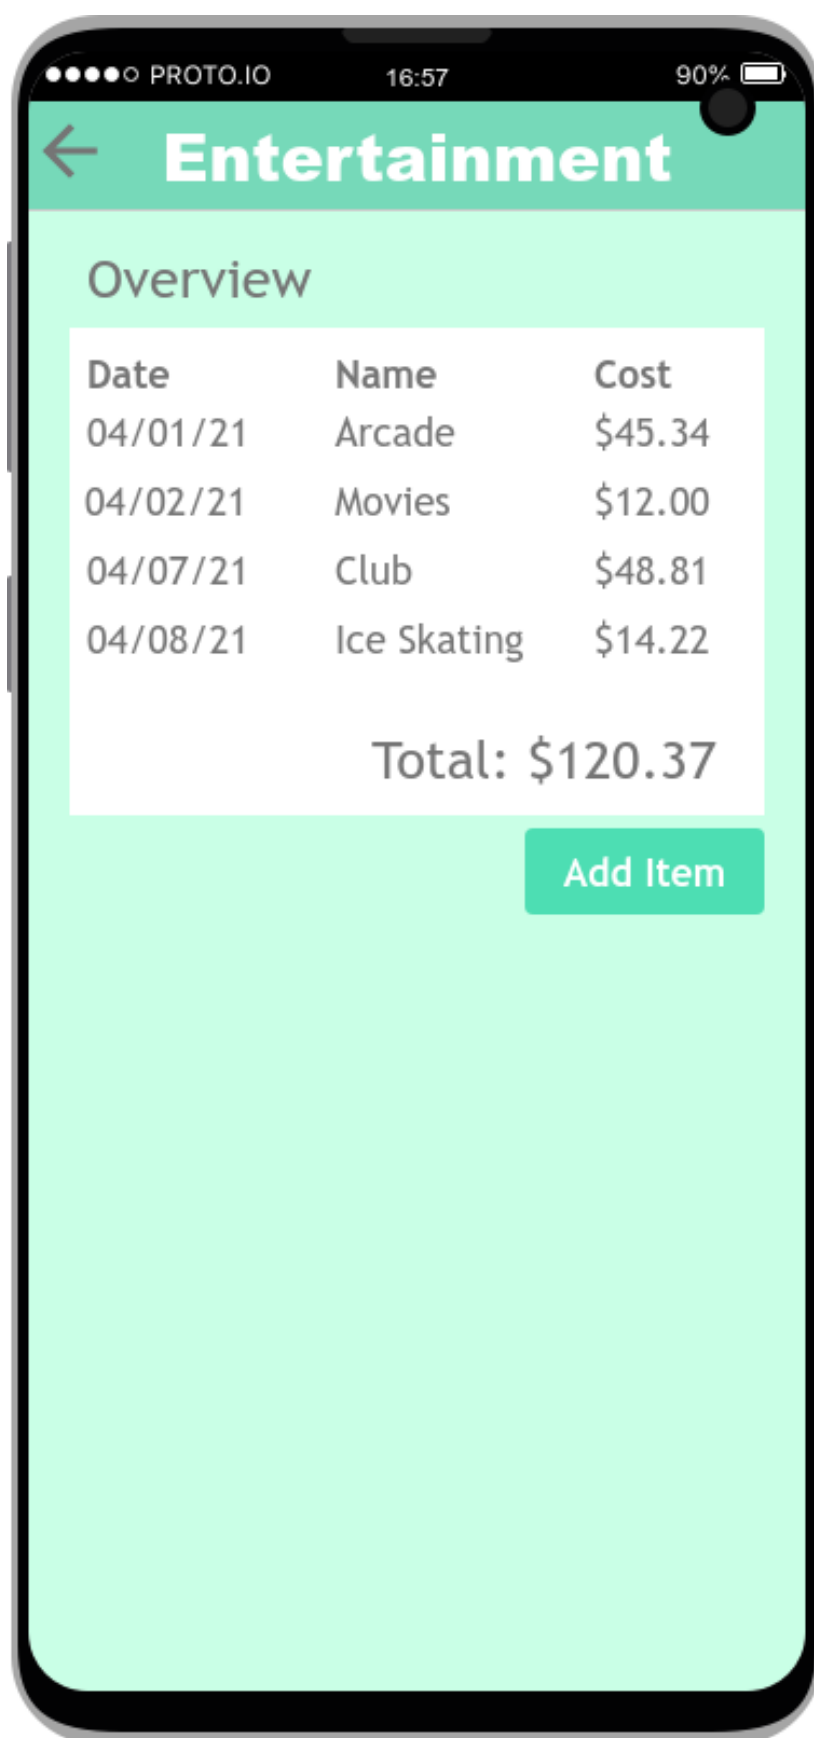 PROTO.IO 16:57 90%
Entertainment
Overview
Date Name Cost
04/01/21 Arcade $45.34
04/02/21 Movies $12.00
04/07/21 Club $48.81
04/08/21 Ice Skating $14.22
Total: $120.37
Add Item